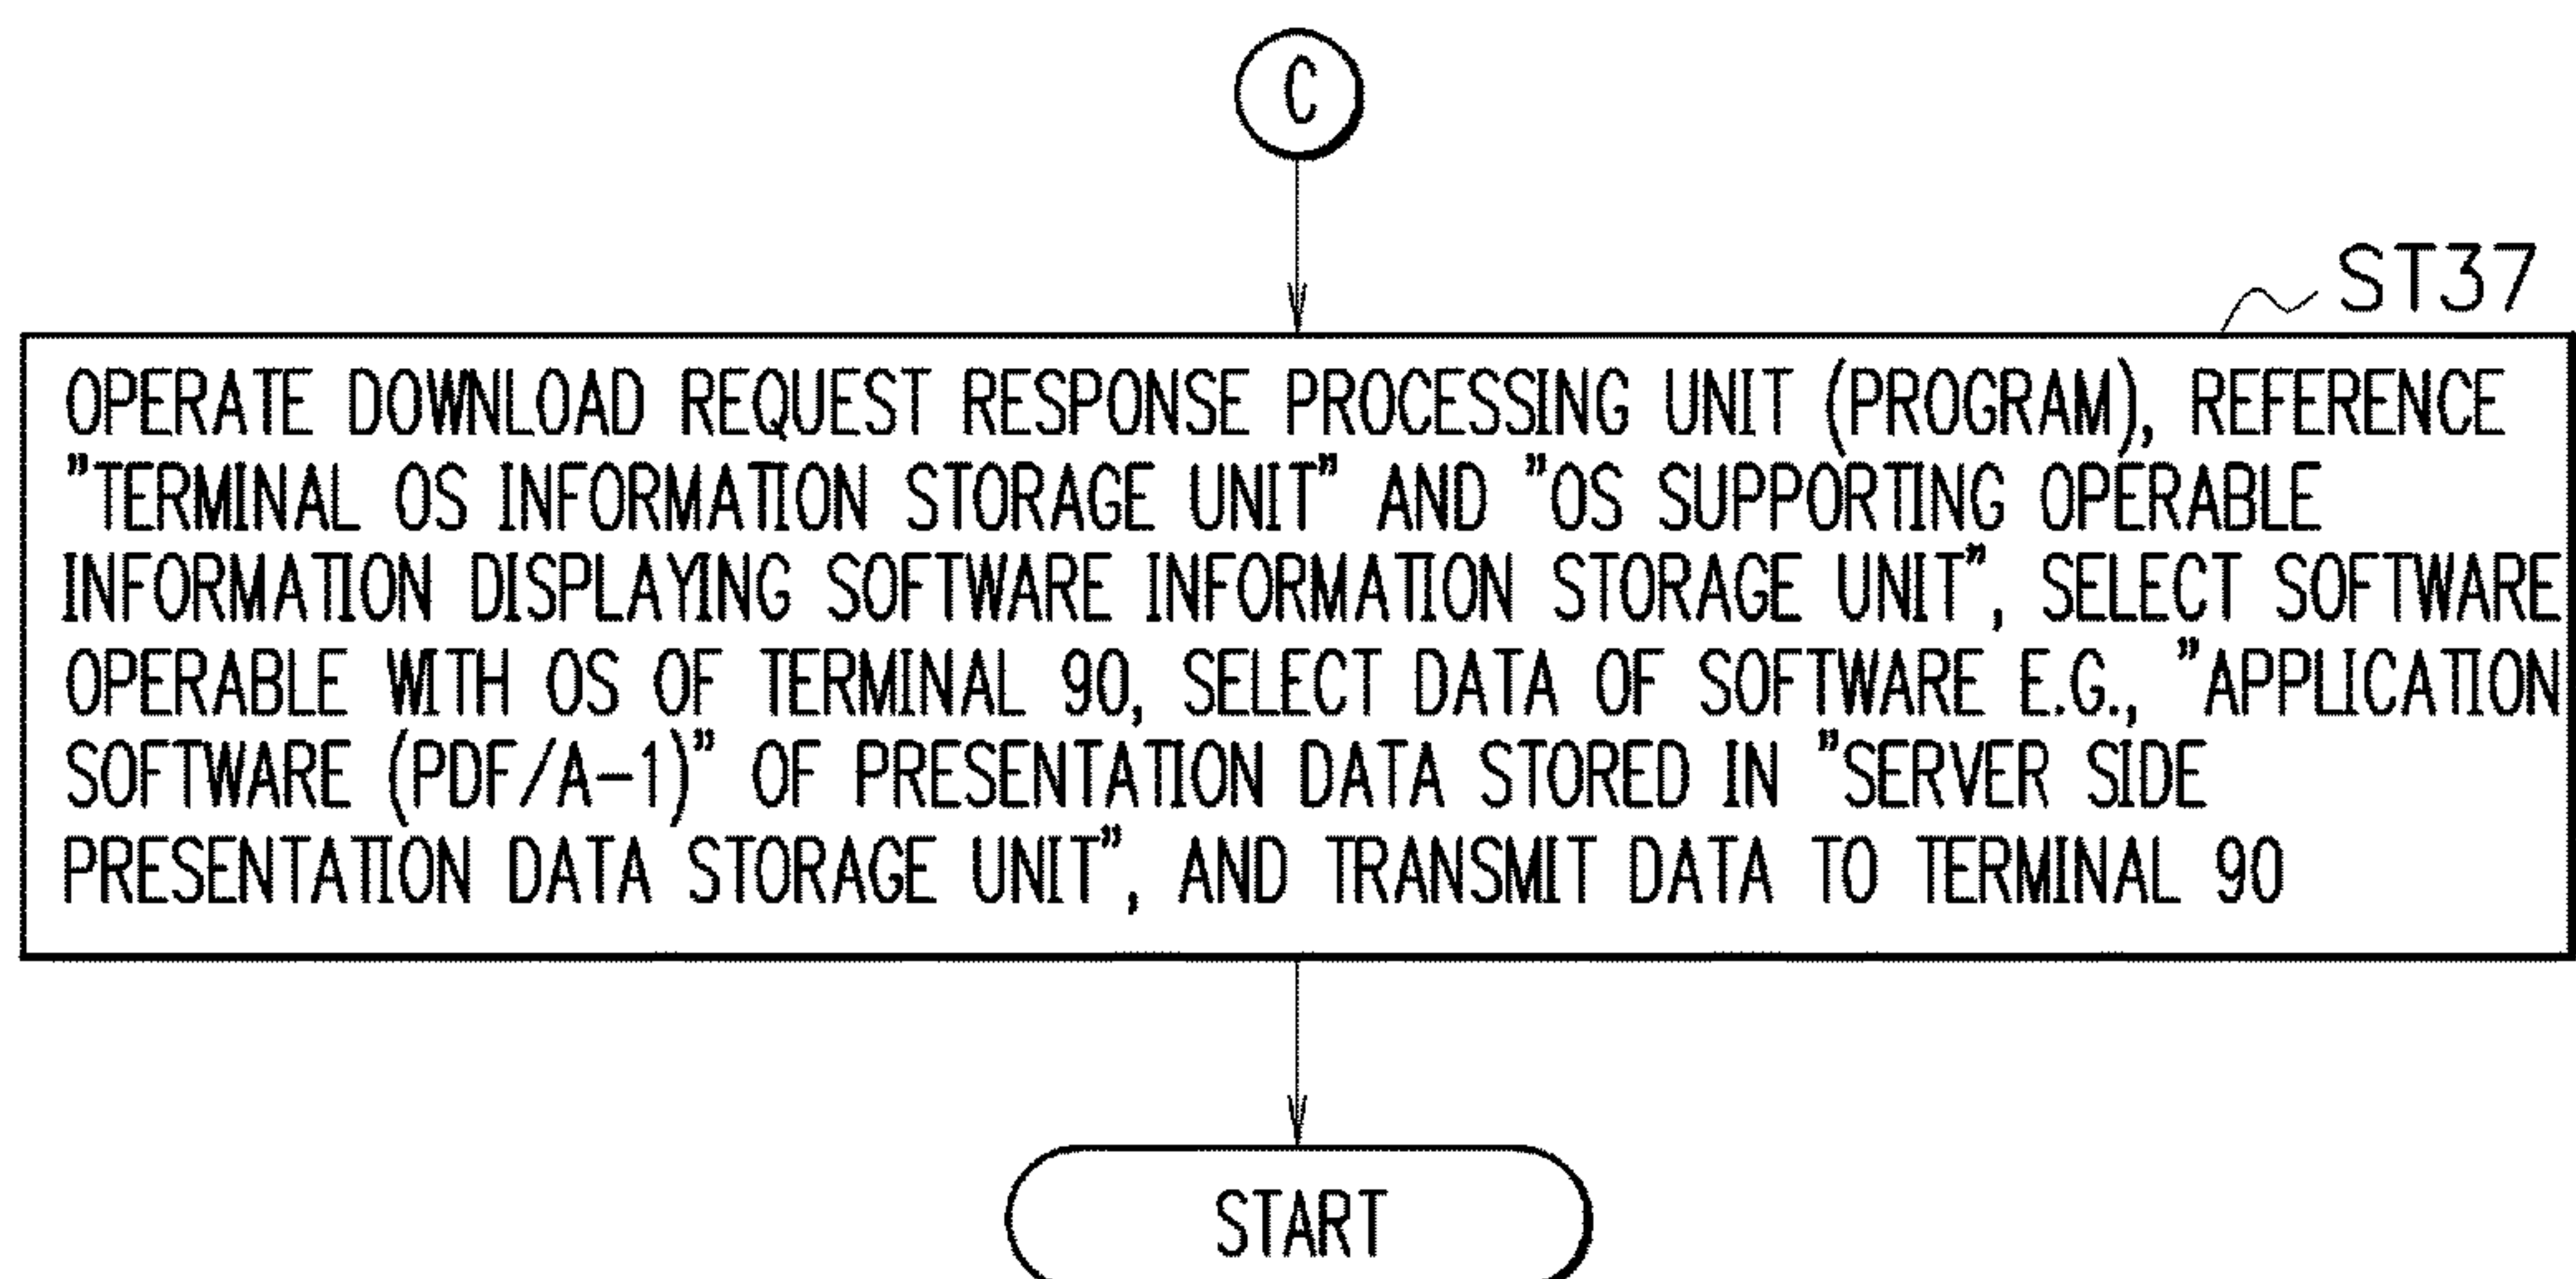 C
ST37
OPERATE DOWNLOAD REQUEST RESPONSE PROCESSING UNIT (PROGRAM), REFERENCE
"TERMINAL OS INFORMATION STORAGE UNIT" AND "OS SUPPORTING OPERABLE
INFORMATION DISPLAYING SOFTWARE INFORMATION STORAGE UNIT", SELECT SOFTWARE
OPERABLE WITH OS OF TERMINAL 90, SELECT DATA OF SOFTWARE E.G., "APPLICATION
SOFTWARE (PDF/A-1)" OF PRESENTATION DATA STORED IN "SERVER SIDE
PRESENTATION DATA STORAGE UNIT", AND TRANSMIT DATA TO TERMINAL 90
START